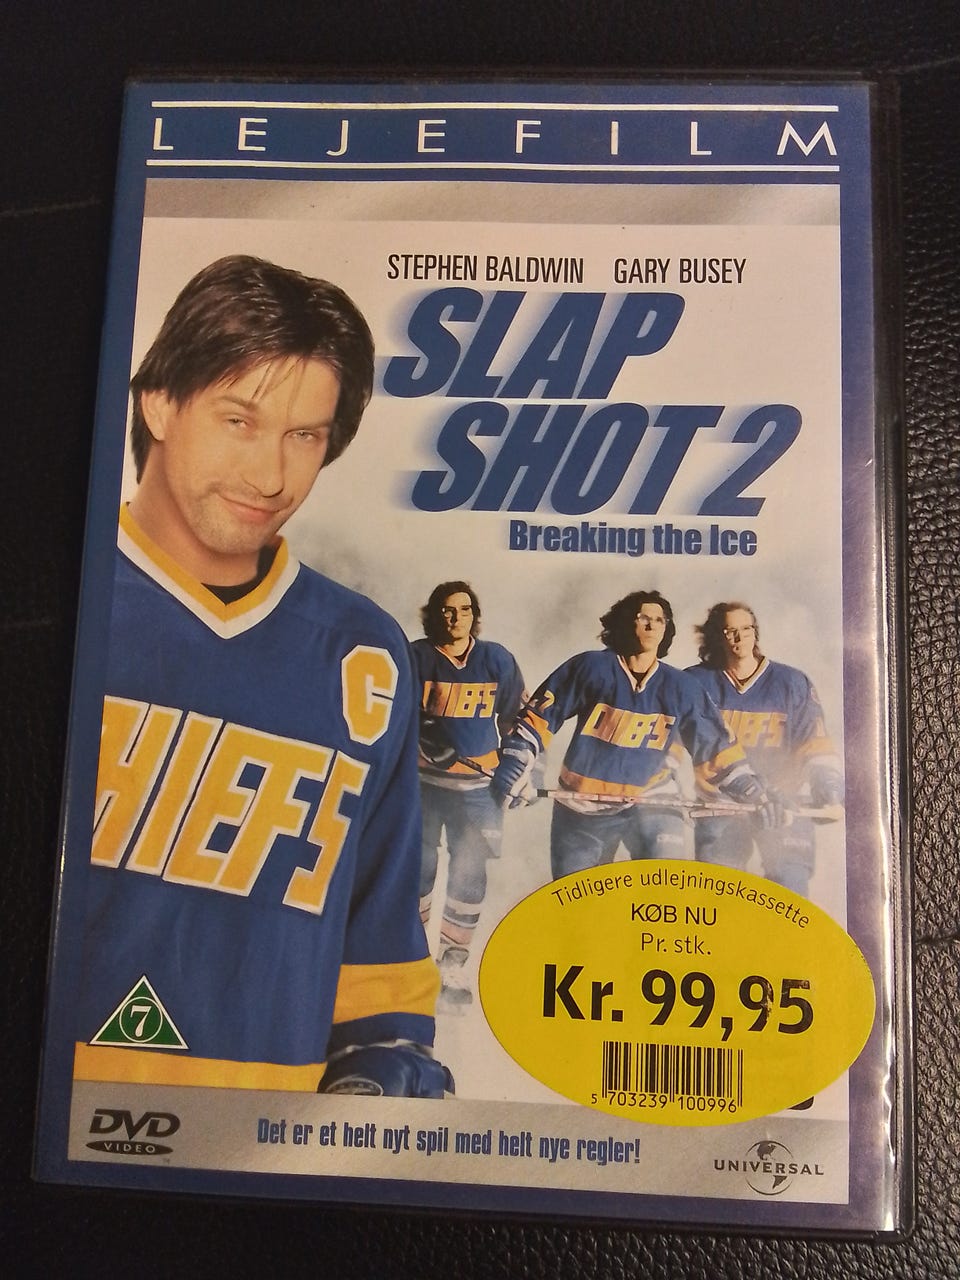 LEJEFILM
STEPHEN BALDWIN GARY BUSEY
SLAP
SHOT 2
Breaking the Ice
C
CHIEFS
CHIEFS
CHIEFS
CHIEFS
Tidligere udlejningskassette
KØB NU
Pr. stk.
Kr. 99,95
5 703239 100996
7
DVD
VIDEO
Det er et helt nyt spil med helt nye regler!
UNIVERSAL